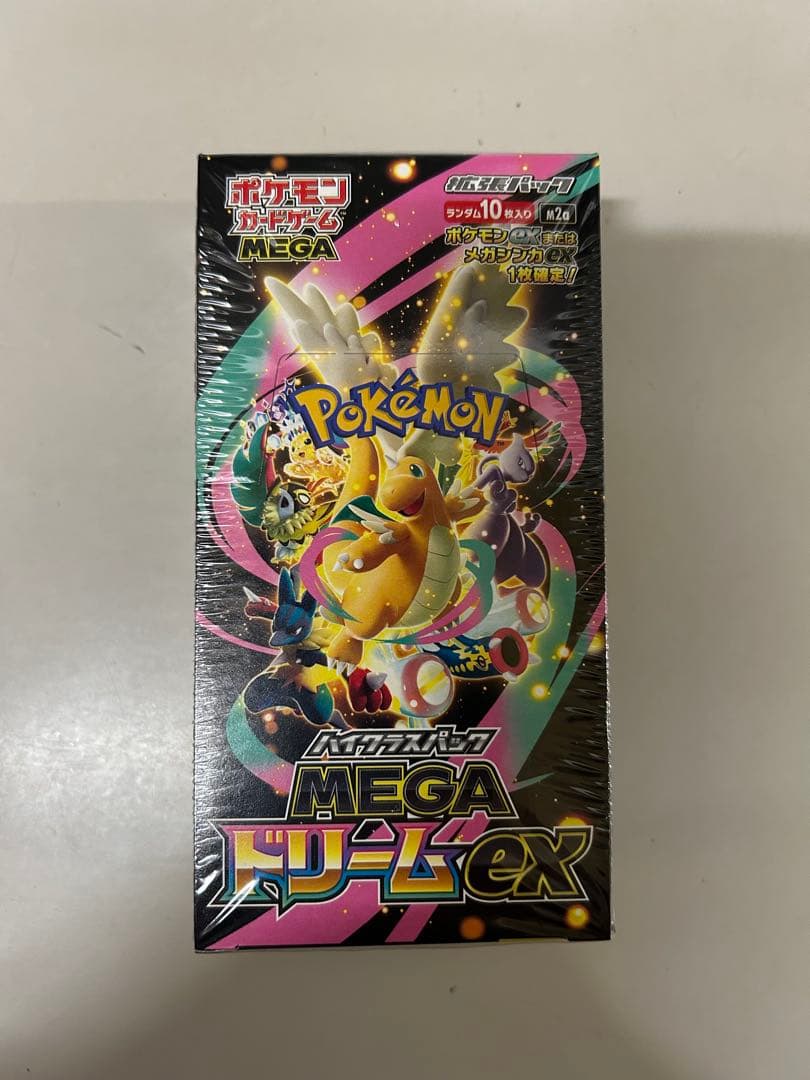 ポケモン
カードゲーム™
MEGA
拡張パック
ランダム10枚入り M2a
ポケモンexまたは
メガシンカex
1枚確定!
POKéMON
ハイクラスパック
MEGA
ドリームex